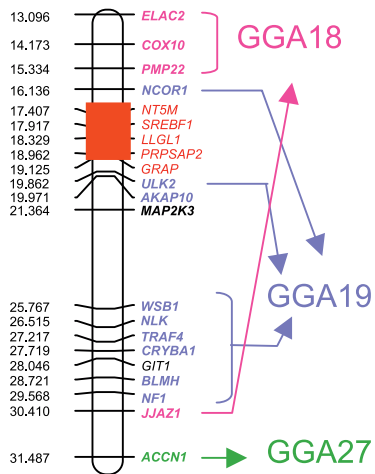 13.096 ELAC2
14.173 COX10
15.334 PMP22
GGA18
16.136 NCOR1
17.407 NT5M
17.917 SREBF1
18.329 LLGL1
18.962 PRPSAP2
19.125 GRAP
19.862 ULK2
19.971 AKAP10
21.364 MAP2K3
GGA19
25.767 WSB1
26.515 NLK
27.217 TRAF4
27.719 CRYBA1
28.046 GIT1
28.721 BLMH
29.568 NF1
30.410 JJAZ1
31.487 ACCN1
GGA27